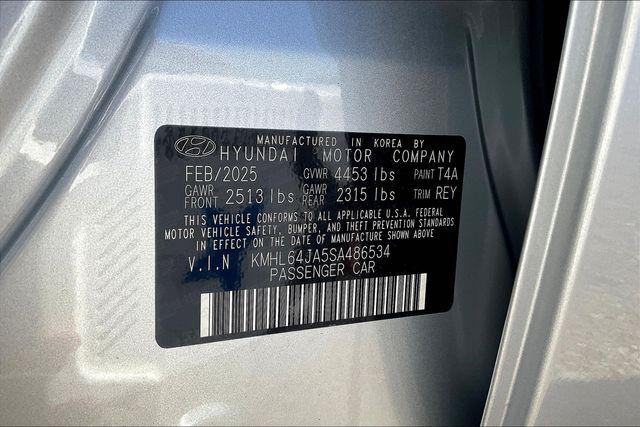 MANUFACTURED IN KOREA BY
HYUNDAI MOTOR COMPANY
FEB/2025 GVWR 4453 lbs PAINT T4A
GAWR FRONT 2513 lbs GAWR REAR 2315 lbs TRIM REY
THIS VEHICLE CONFORMS TO ALL APPLICABLE U.S.A. FEDERAL
MOTOR VEHICLE SAFETY, BUMPER, AND THEFT PREVENTION STANDARDS
IN EFFECT ON THE DATE OF MANUFACTURE SHOWN ABOVE.
V.I.N KMHL64JA5SA486534
PASSENGER CAR